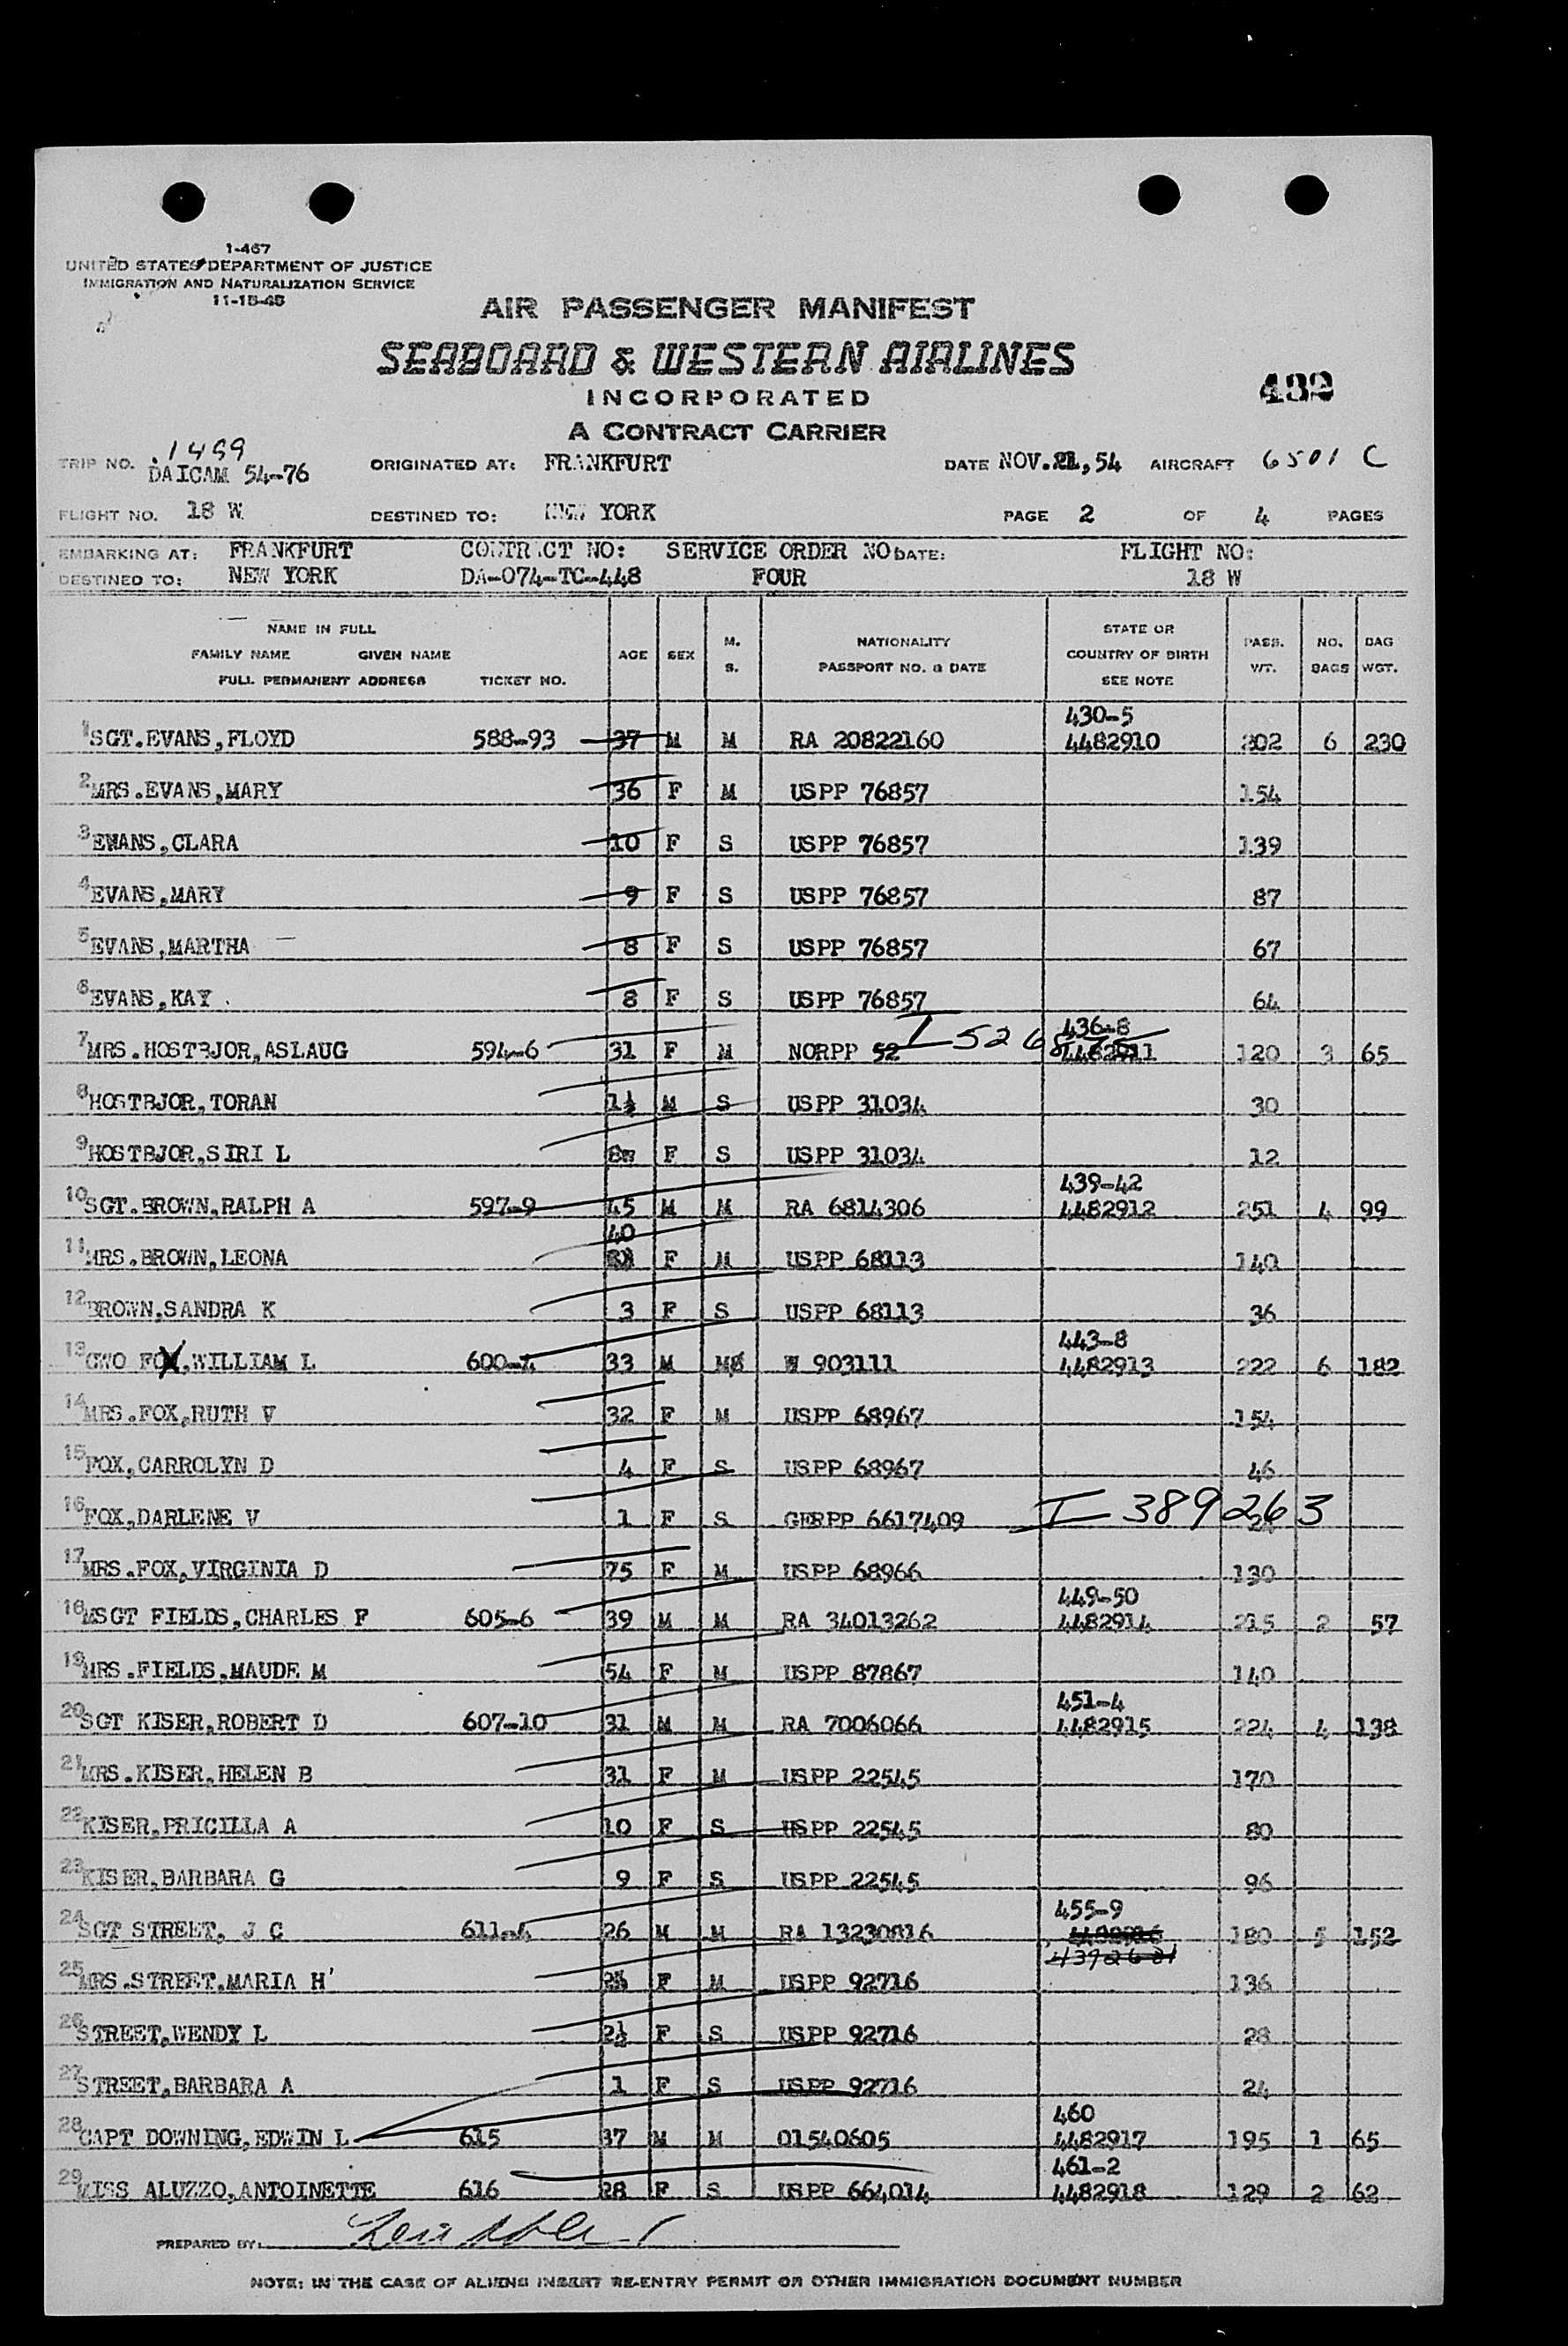 1-467
UNITED STATES DEPARTMENT OF JUSTICE
IMMIGRATION AND NATURALIZATION SERVICE
11-15-48
AIR PASSENGER MANIFEST
SEABOARD & WESTERN AIRLINES
INCORPORATED
432
A CONTRACT CARRIER
TRIP NO. 1459 DAICAM 54-76 ORIGINATED AT: FRANKFURT DATE NOV. 54 AIRCRAFT 6501 C
FLIGHT NO. 18 W DESTINED TO: NEW YORK PAGE 2 OF 4 PAGES
EMBARKING AT: FRANKFURT CONTRACT NO: SERVICE ORDER NO DATE: FLIGHT NO:
DESTINED TO: NEW YORK DA-074-TC-448 FOUR 18 W
NAME IN FULL STATE OR
FAMILY NAME GIVEN NAME AGE SEX M. S. NATIONALITY COUNTRY OF BIRTH PASS. WT. NO. BAGS BAG WGT.
FULL PERMANENT ADDRESS TICKET NO. PASSPORT NO. & DATE SEE NOTE
430-5
1 SGT.EVANS,FLOYD 588-93 37 M M RA 20822160 4482910 202 6 230
2 MRS.EVANS,MARY 36 F M USPP 76857 154
3 EWANS,CLARA 10 F S USPP 76857 139
4 EVANS,MARY 9 F S USPP 76857 87
5 EVANS,MARTHA 8 F S USPP 76857 67
6 EVANS,KAY 8 F S USPP 76857 64
436-8
7 MRS.HOSTBJOR,ASLAUG 594-6 31 F M NORPP 52 4482911 120 3 65
8 HOSTBJOR,TORAN 1½ M S USPP 31034 30
9 HOSTBJOR,SIRI L 8w F S USPP 31034 12
439-42
10 SGT.BROWN,RALPH A 597-9 45 M M RA 6814306 4482912 251 4 99
11 MRS.BROWN,LEONA 40 F M USPP 68113 140
12 BROWN,SANDRA K 3 F S USPP 68113 36
443-8
13 CWO FOX,WILLIAM L 600-4 33 M M W 903111 4482913 222 6 182
14 MRS.FOX,RUTH V 32 F M USPP 68967 154
15 FOX,CARROLYN D 4 F S USPP 68967 46
16 FOX,DARLENE V 1 F S GERPP 6617409 I-389263
17 MRS.FOX,VIRGINIA D 75 F M USPP 68966 130
449-50
18 MSGT FIELDS,CHARLES F 605-6 39 M M RA 34013262 4482914 215 2 57
19 MRS.FIELDS,MAUDE M 54 F M USPP 87867 140
451-4
20 SGT KISER,ROBERT D 607-10 31 M M RA 7006066 4482915 224 4 138
21 MRS.KISER,HELEN B 31 F M USPP 22545 170
22 KISER,PRICILLA A 10 F S USPP 22545 80
23 KISER,BARBARA G 9 F S USPP 22545 96
455-9
24 SGT STREET, J C 611-4 26 M M RA 13230816 4482916 180 5 152
25 MRS.STREET,MARIA H F M USPP 92716 136
26 STREET,WENDY L 2½ F S USPP 92716 28
27 STREET,BARBARA A 1 F S USPP 92716 24
460
28 CAPT DOWNING,EDWIN L 615 37 M M 01540605 4482917 195 1 65
461-2
29 MISS ALUZZO,ANTOINETTE 616 28 F S USPP 664014 4482918 129 2 62
PREPARED BY:
NOTE: IN THE CASE OF ALIENS INSERT RE-ENTRY PERMIT OR OTHER IMMIGRATION DOCUMENT NUMBER